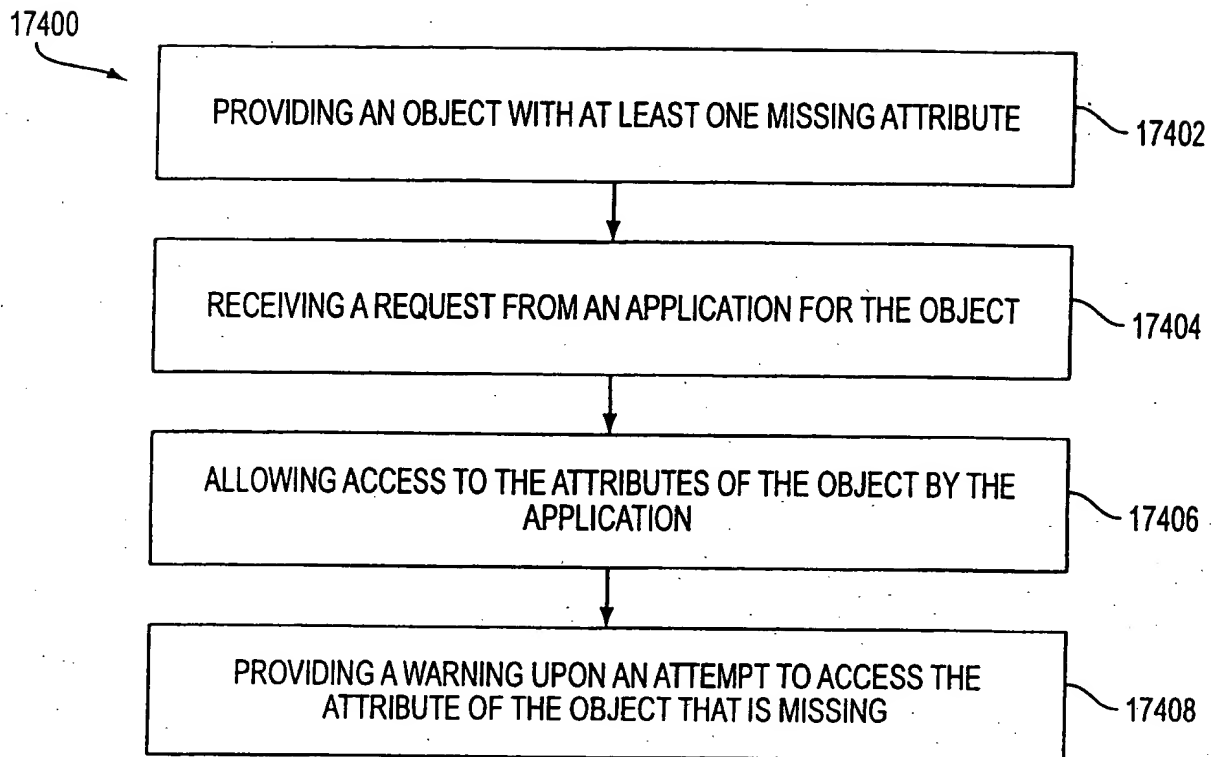 17400
PROVIDING AN OBJECT WITH AT LEAST ONE MISSING ATTRIBUTE
17402
RECEIVING A REQUEST FROM AN APPLICATION FOR THE OBJECT
17404
ALLOWING ACCESS TO THE ATTRIBUTES OF THE OBJECT BY THE
APPLICATION
17406
PROVIDING A WARNING UPON AN ATTEMPT TO ACCESS THE
ATTRIBUTE OF THE OBJECT THAT IS MISSING
17408